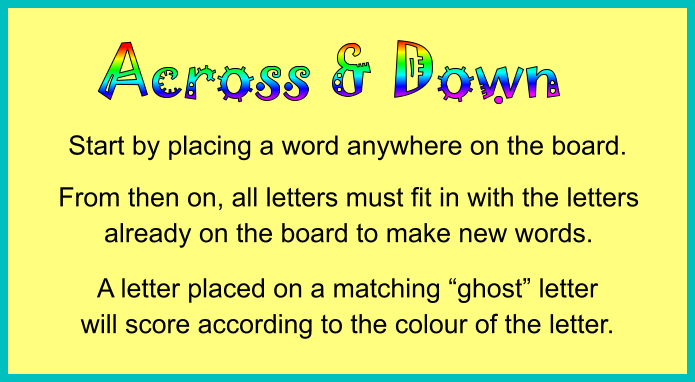 Across & Down
Start by placing a word anywhere on the board.
From then on, all letters must fit in with the letters
already on the board to make new words.
A letter placed on a matching “ghost” letter
will score according to the colour of the letter.